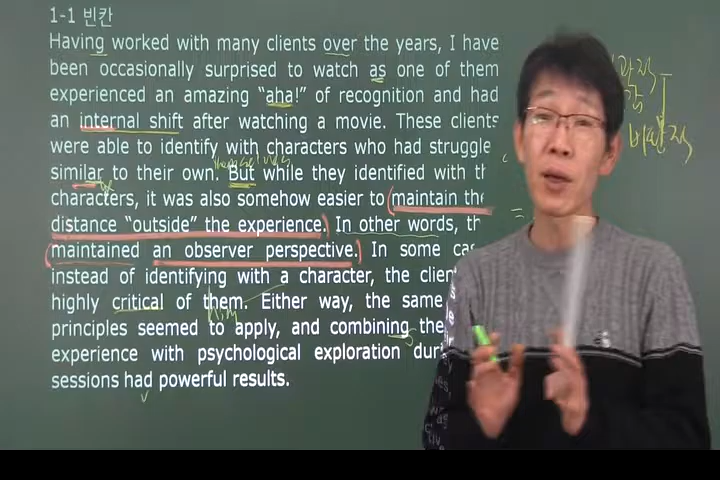 1-1 빈칸
Having worked with many clients over the years, I have
been occasionally surprised to watch as one of them
experienced an amazing “aha!” of recognition and had
an internal shift after watching a movie. These clients
were able to identify with characters who had struggle
similar to their own. But while they identified with th
characters, it was also somehow easier to maintain the
distance “outside” the experience. In other words, th
maintained an observer perspective. In some cas
instead of identifying with a character, the clien
highly critical of them. Either way, the same
principles seemed to apply, and combining the
experience with psychological exploration duri
sessions had powerful results.